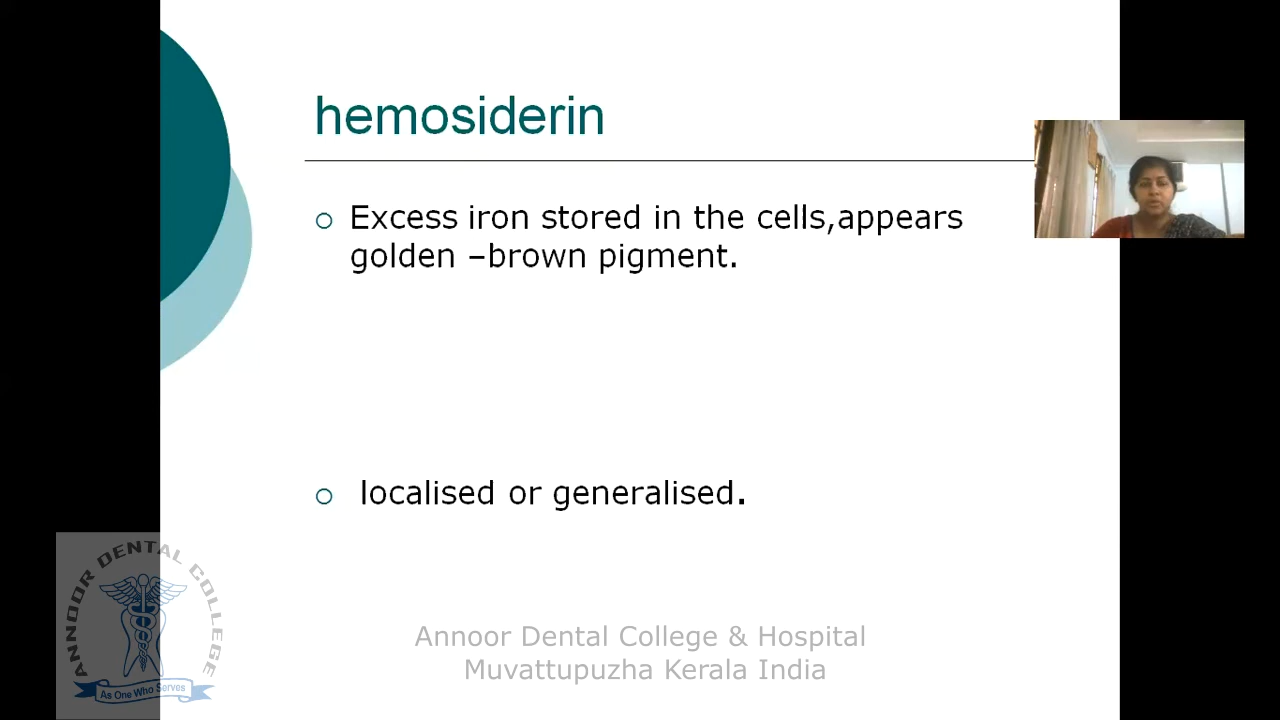 hemosiderin
Excess iron stored in the cells,appears
golden –brown pigment.
localised or generalised.
ANNOOR DENTAL COLLEGE
As One Who Serves
Annoor Dental College & Hospital
Muvattupuzha Kerala India